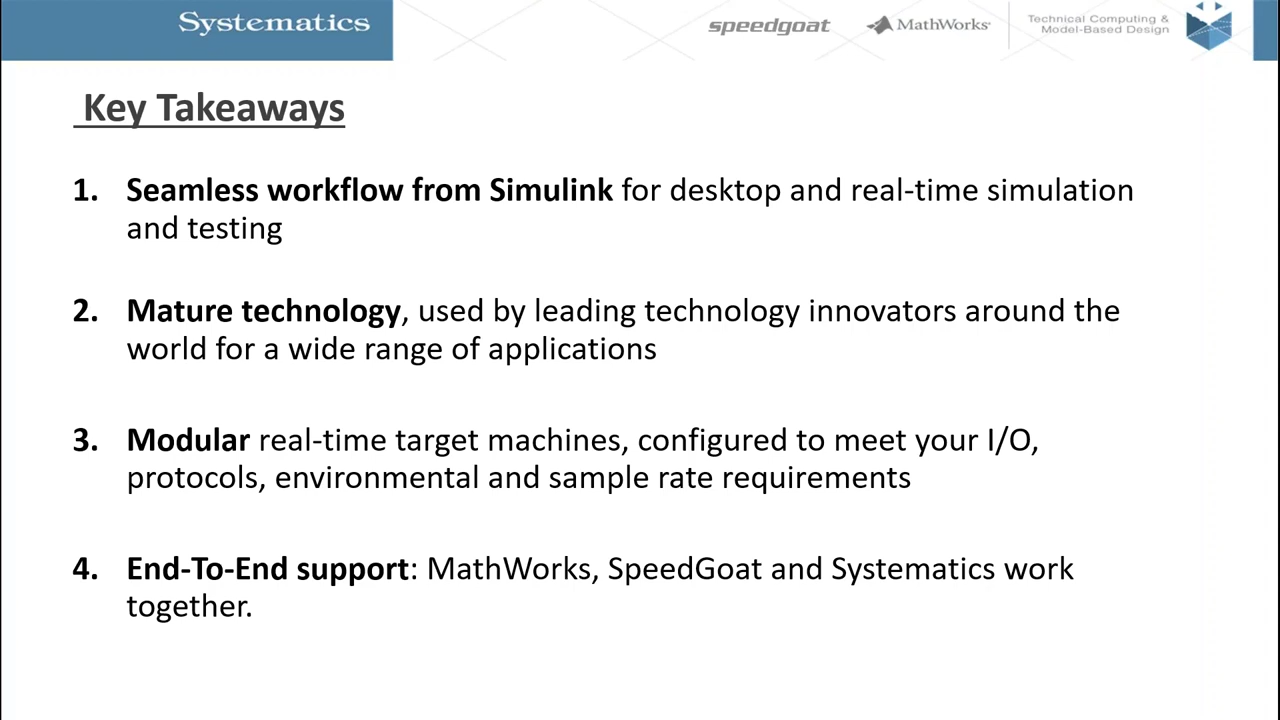 Systematics
speedgoat
MathWorks®
Technical Computing &
Model-Based Design
Key Takeaways
1. Seamless workflow from Simulink for desktop and real-time simulation
and testing
2. Mature technology, used by leading technology innovators around the
world for a wide range of applications
3. Modular real-time target machines, configured to meet your I/O,
protocols, environmental and sample rate requirements
4. End-To-End support: MathWorks, SpeedGoat and Systematics work
together.